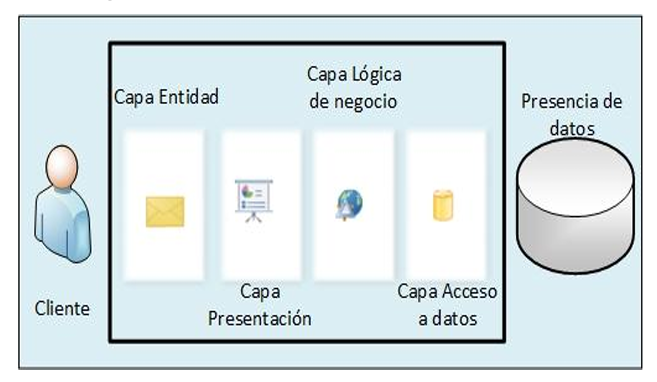 Capa Entidad
Capa Lógica
de negocio
Presencia de
datos
Cliente
Capa
Presentación
Capa Acceso
a datos